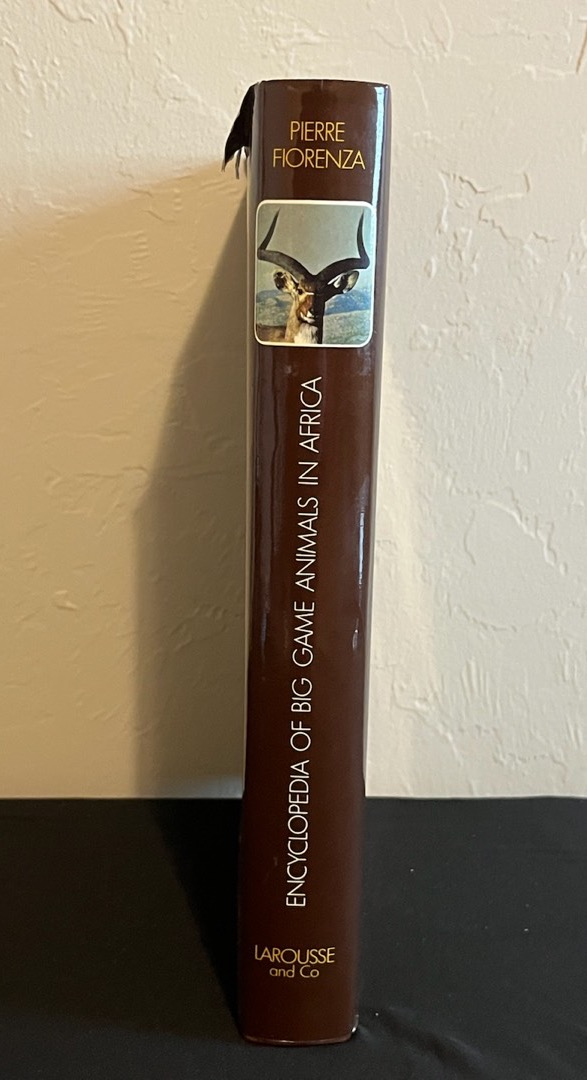 PIERRE
FIORENZA
ENCYCLOPEDIA OF BIG GAME ANIMALS IN AFRICA
LAROUSSE
and Co